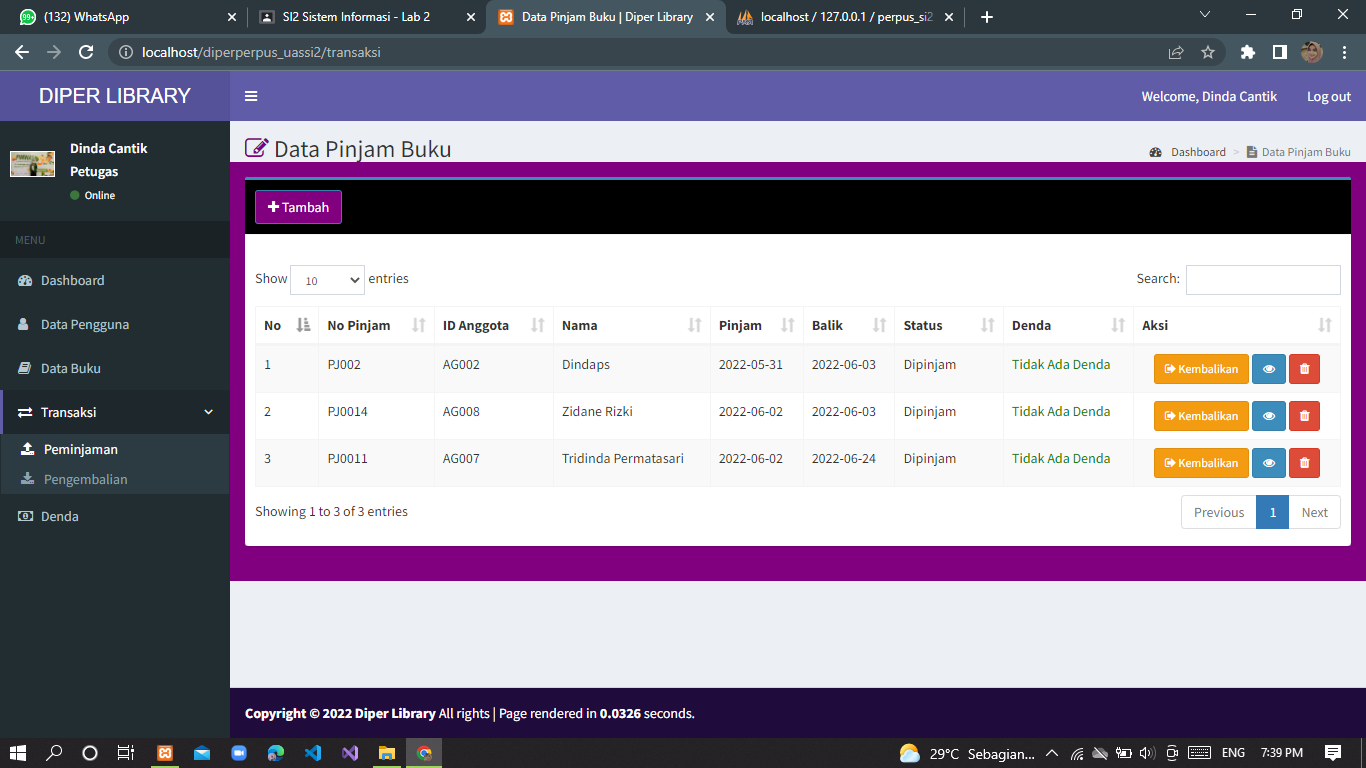 (132) WhatsApp
SI2 Sistem Informasi - Lab 2
Data Pinjam Buku | Diper Library
localhost / 127.0.0.1 / perpus_si2
localhost/diperperpus_uassi2/transaksi
DIPER LIBRARY
Welcome, Dinda Cantik
Log out
Dinda Cantik
Petugas
Online
MENU
Dashboard
Data Pengguna
Data Buku
Transaksi
Peminjaman
Pengembalian
Denda
Data Pinjam Buku
Dashboard > Data Pinjam Buku
Tambah
Show 10 entries
Search:
No No Pinjam ID Anggota Nama Pinjam Balik Status Denda Aksi
1 PJ002 AG002 Dindaps 2022-05-31 2022-06-03 Dipinjam Tidak Ada Denda Kembalikan
2 PJ0014 AG008 Zidane Rizki 2022-06-02 2022-06-03 Dipinjam Tidak Ada Denda Kembalikan
3 PJ0011 AG007 Tridinda Permatasari 2022-06-02 2022-06-24 Dipinjam Tidak Ada Denda Kembalikan
Showing 1 to 3 of 3 entries
Previous 1 Next
Copyright © 2022 Diper Library All rights | Page rendered in 0.0326 seconds.
29°C Sebagian... ENG 7:39 PM